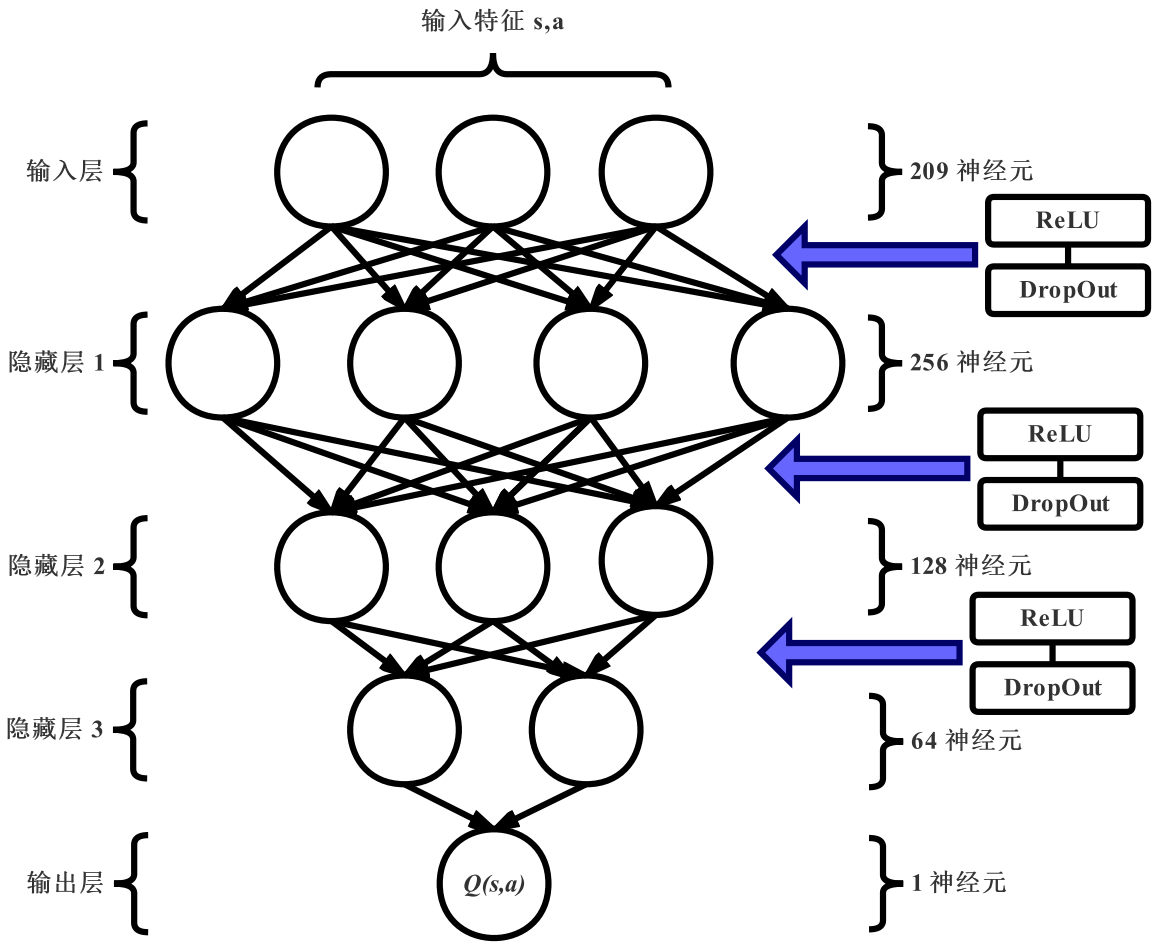 输入特征 s,a
输入层
209 神经元
ReLU
DropOut
隐藏层 1
256 神经元
ReLU
DropOut
隐藏层 2
128 神经元
ReLU
DropOut
隐藏层 3
64 神经元
输出层
Q(s,a)
1 神经元